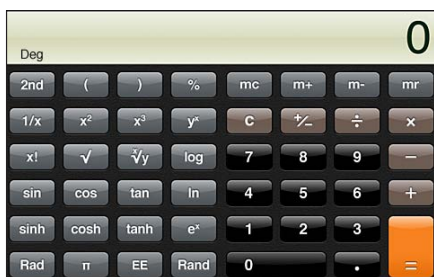 0
Deg
2nd ( ) % mc m+ m- mr
1/x x² x³ yˣ C +/− ÷ ×
x! √ ˣ√y log 7 8 9 −
sin cos tan ln 4 5 6 +
sinh cosh tanh eˣ 1 2 3 =
Rad π EE Rand 0 .